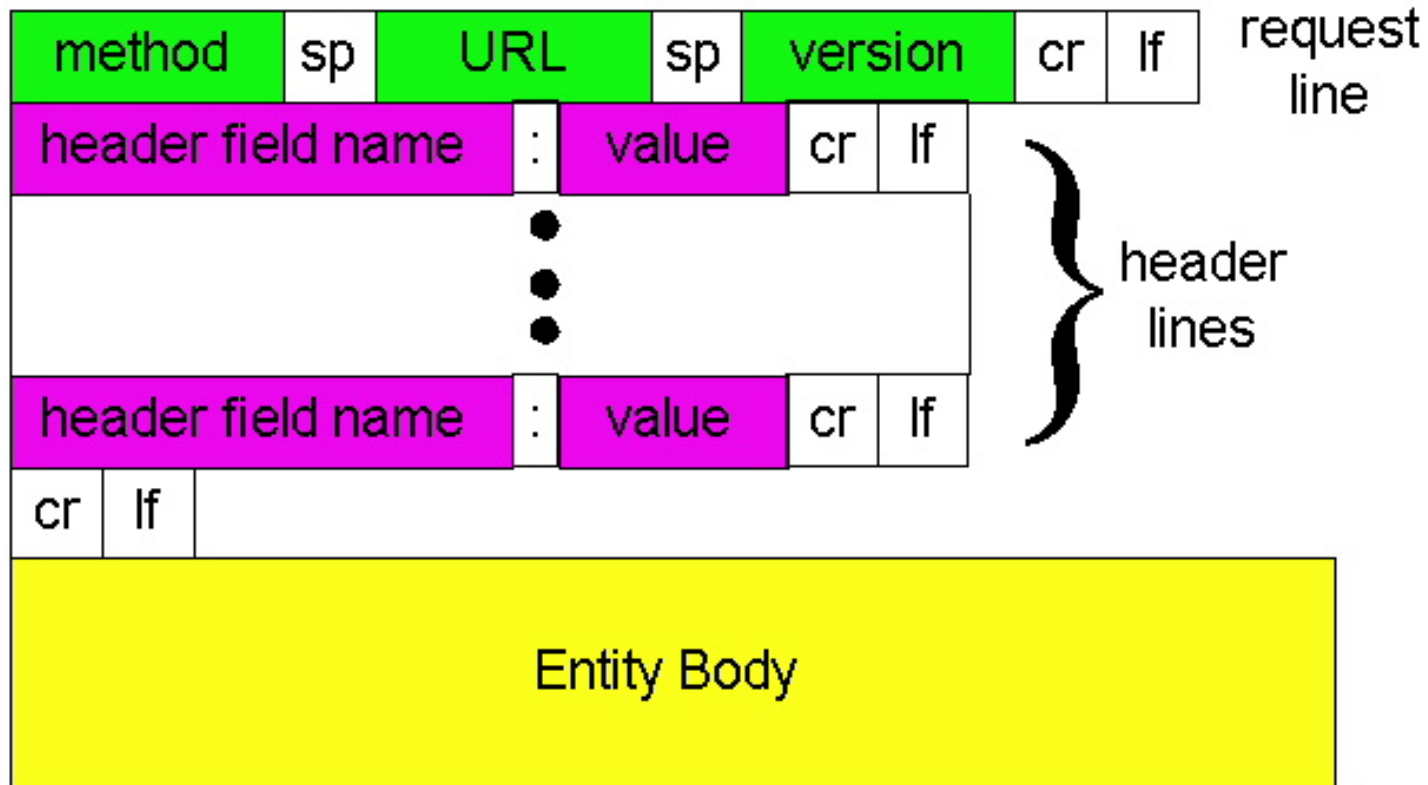 method sp URL sp version cr lf
request
line
header field name : value cr lf
header
lines
header field name : value cr lf
cr lf
Entity Body